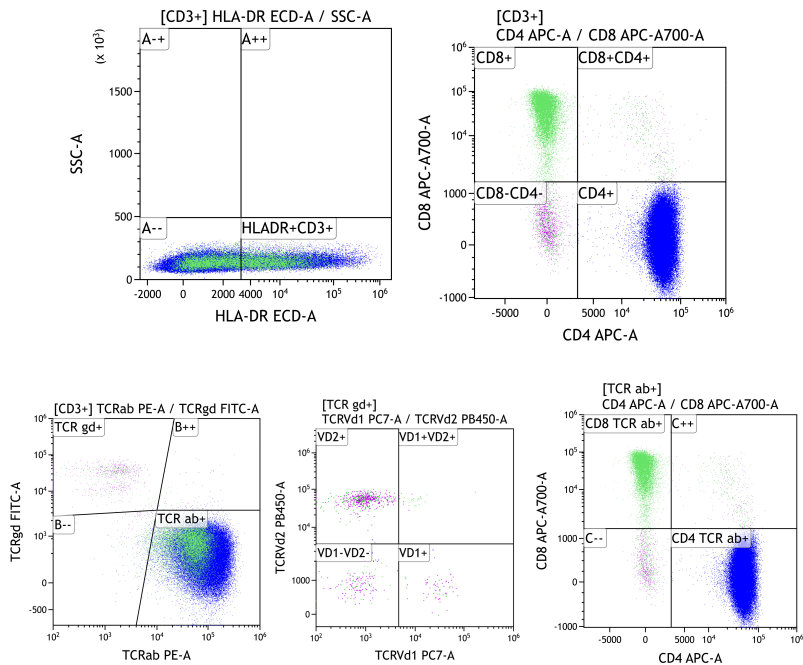 [CD3+] HLA-DR ECD-A / SSC-A
(x 10³)
A-+
A++
1500
1000
500
0
SSC-A
A--
HLADR+CD3+
-2000
0
2000
4000
10⁴
10⁵
10⁶
HLA-DR ECD-A
[CD3+]
CD4 APC-A / CD8 APC-A700-A
10⁶
10⁵
10⁴
1000
0
-1000
CD8 APC-A700-A
CD8+
CD8+CD4+
CD8-CD4-
CD4+
-5000
0
5000
10⁴
10⁵
10⁶
CD4 APC-A
[CD3+] TCRab PE-A / TCRgd FITC-A
10⁶
10⁵
10⁴
10³
0
-500
TCRgd FITC-A
TCR gd+
B++
B--
TCR ab+
10²
10³
10⁴
10⁵
10⁶
TCRab PE-A
[TCR gd+]
TCRVd1 PC7-A / TCRVd2 PB450-A
10⁶
10⁵
10⁴
1000
0
TCRVd2 PB450-A
VD2+
VD1+VD2+
VD1-VD2-
VD1+
10²
10³
10⁴
10⁵
10⁶
TCRVd1 PC7-A
[TCR ab+]
CD4 APC-A / CD8 APC-A700-A
10⁶
10⁵
10⁴
1000
0
-1000
CD8 APC-A700-A
CD8 TCR ab+
C++
C--
CD4 TCR ab+
-5000
0
5000
10⁴
10⁵
10⁶
CD4 APC-A